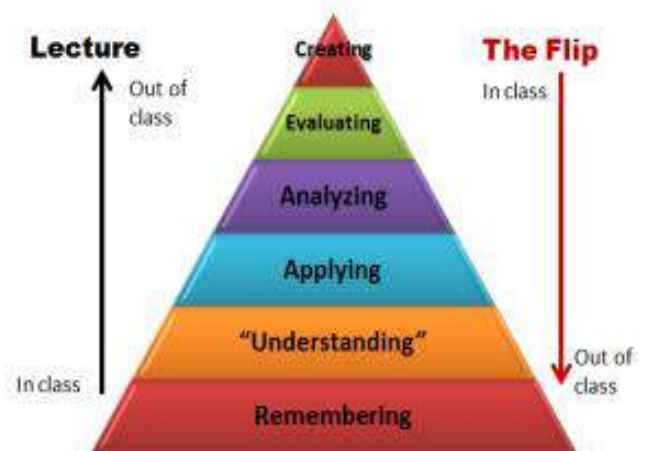 Lecture
Out of
class
In class
Creating
Evaluating
Analyzing
Applying
“Understanding”
Remembering
The Flip
In class
Out of
class